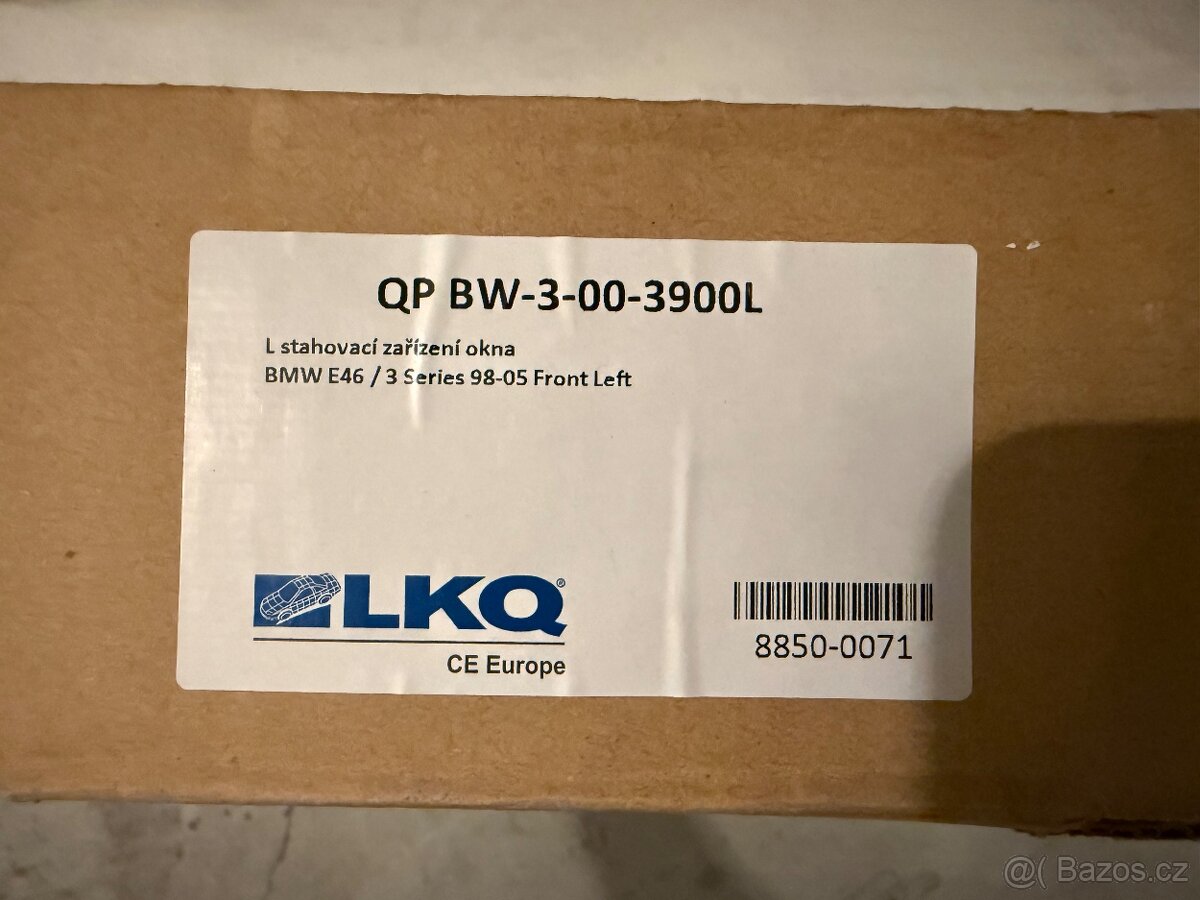 QP BW-3-00-3900L
L stahovací zařízení okna
BMW E46 / 3 Series 98-05 Front Left
LKQ®
CE Europe
8850-0071
@( Bazos.cz